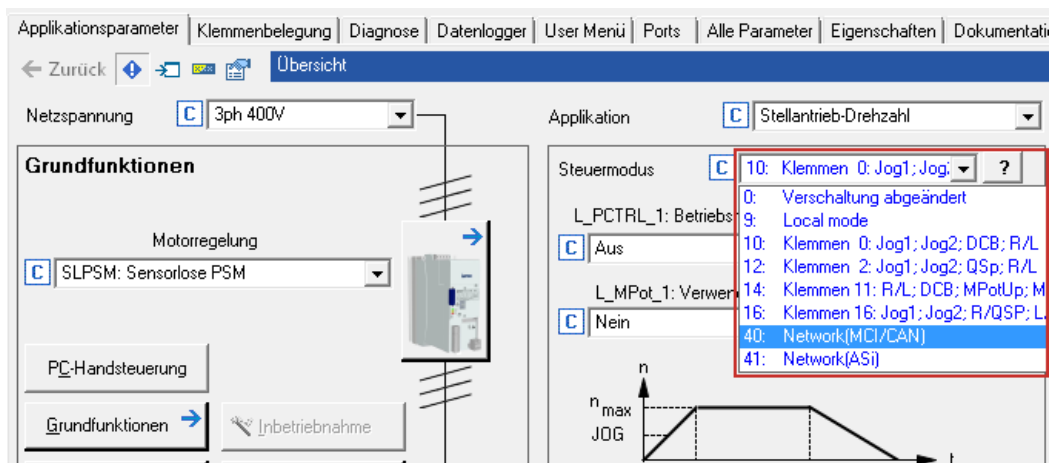 Applikationsparameter Klemmenbelegung Diagnose Datenlogger User Menü Ports Alle Parameter Eigenschaften Dokumentati
Zurück Übersicht
Netzspannung C 3ph 400V
Applikation C Stellantrieb-Drehzahl
Grundfunktionen
Steuermodus C 10: Klemmen 0: Jog1; Jog ?
0: Verschaltung abgeändert
9: Local mode
10: Klemmen 0: Jog1; Jog2; DCB; R/L
12: Klemmen 2: Jog1; Jog2; QSp; R/L
14: Klemmen 11: R/L; DCB; MPotUp; M
16: Klemmen 16: Jog1; Jog2; R/QSP; L
40: Network(MCI/CAN)
41: Network(ASi)
L_PCTRL_1: Betriebs
C Aus
L_MPot_1: Verwen
C Nein
Motorregelung
C SLPSM: Sensorlose PSM
PC-Handsteuerung
Grundfunktionen Inbetriebnahme
n
n max
JOG
t